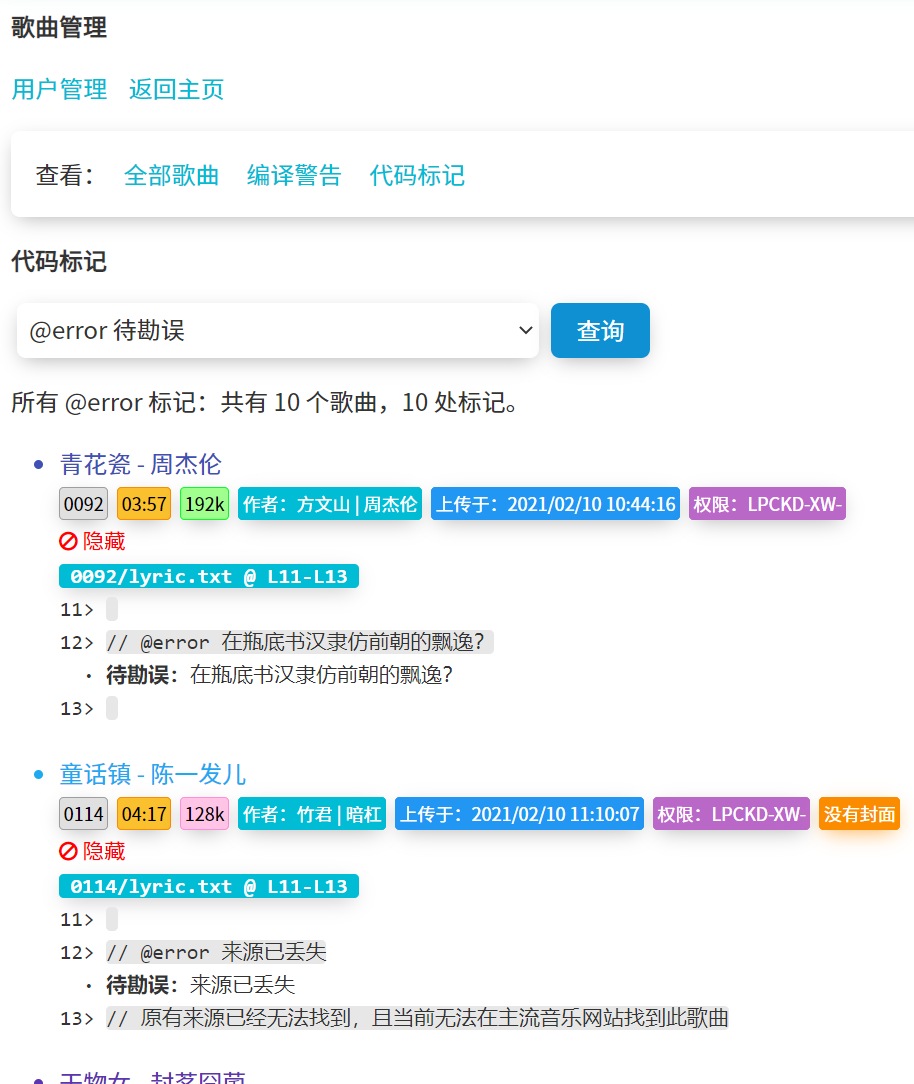 歌曲管理
用户管理 返回主页
查看： 全部歌曲 编译警告 代码标记
代码标记
@error 待勘误 查询
所有 @error 标记：共有 10 个歌曲，10 处标记。
青花瓷 - 周杰伦
0092 03:57 192k 作者：方文山 | 周杰伦 上传于：2021/02/10 10:44:16 权限：LPCKD-XW-
隐藏
0092/lyric.txt @ L11-L13
11>
12> // @error 在瓶底书汉隶仿前朝的飘逸？
· 待勘误：在瓶底书汉隶仿前朝的飘逸？
13>
童话镇 - 陈一发儿
0114 04:17 128k 作者：竹君 | 暗杠 上传于：2021/02/10 11:10:07 权限：LPCKD-XW- 没有封面
隐藏
0114/lyric.txt @ L11-L13
11>
12> // @error 来源已丢失
· 待勘误：来源已丢失
13> // 原有来源已经无法找到，且当前无法在主流音乐网站找到此歌曲